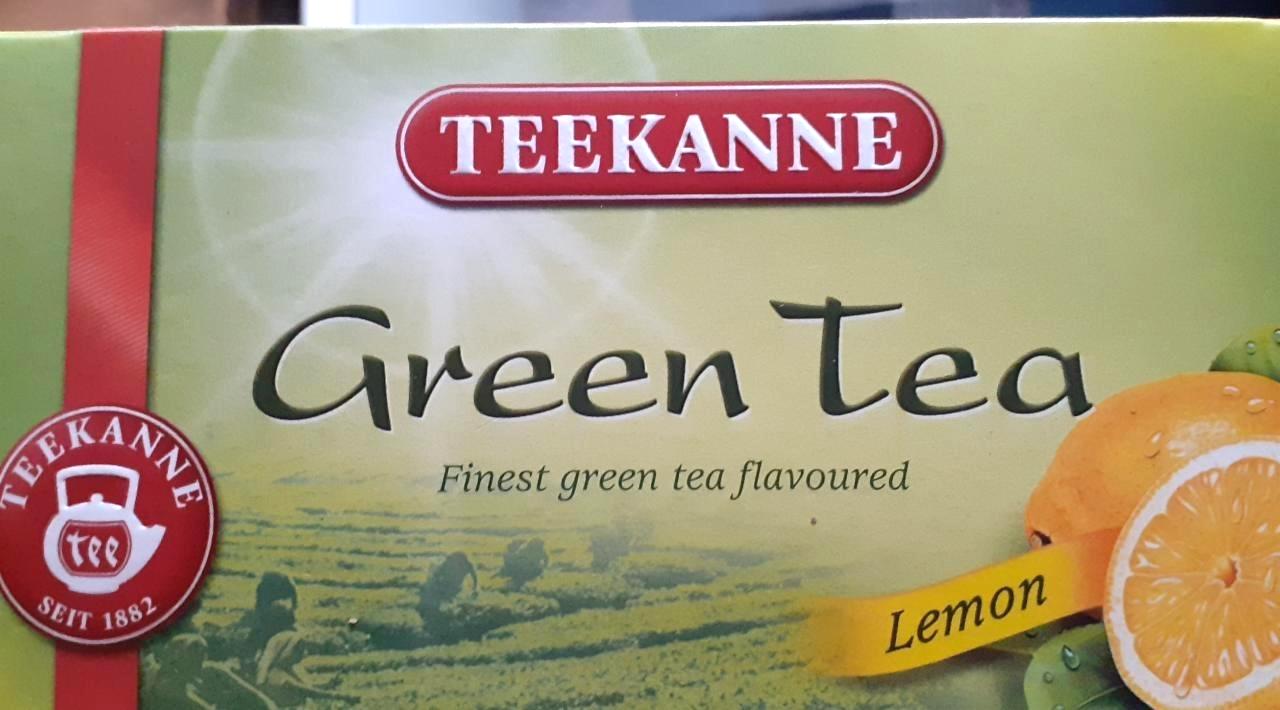 TEEKANNE
Green Tea
Finest green tea flavoured
Lemon
TEEKANNE
tee
SEIT 1882